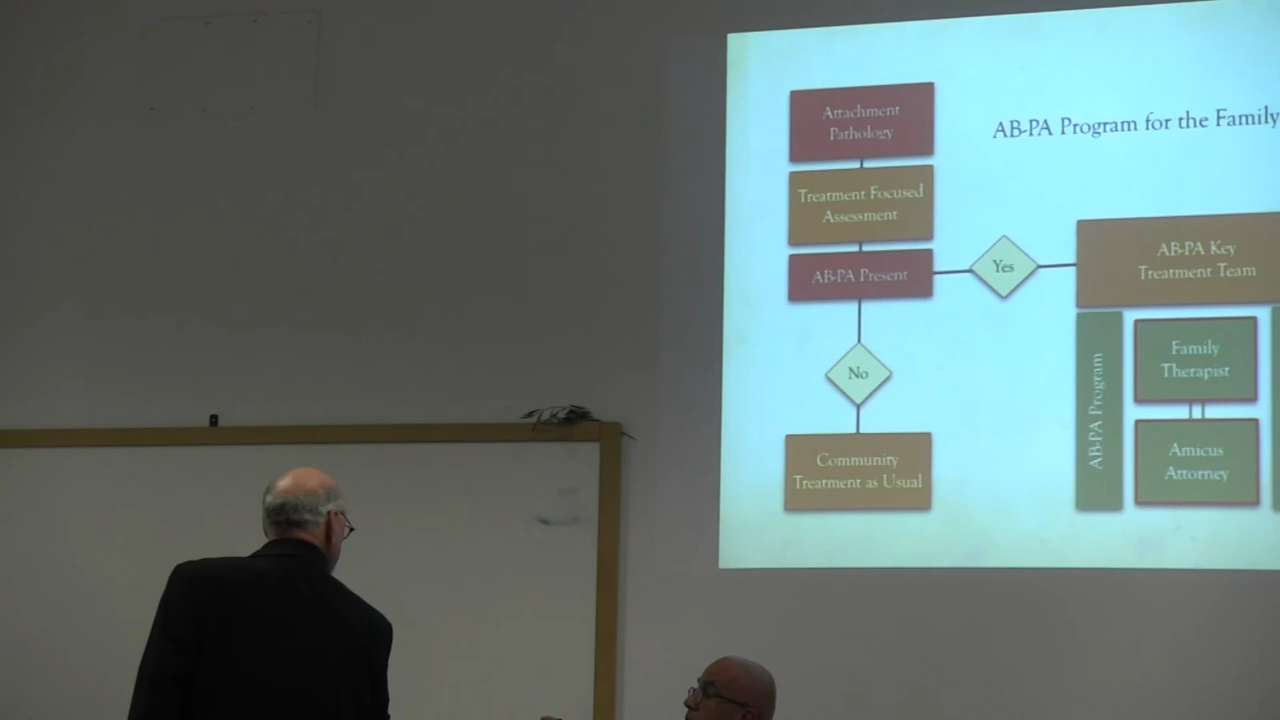 AB-PA Program for the Family
Attachment
Pathology
Treatment Focused
Assessment
AB-PA Present
Yes
AB-PA Key
Treatment Team
No
Community
Treatment as Usual
AB-PA Program
Family
Therapist
Amicus
Attorney